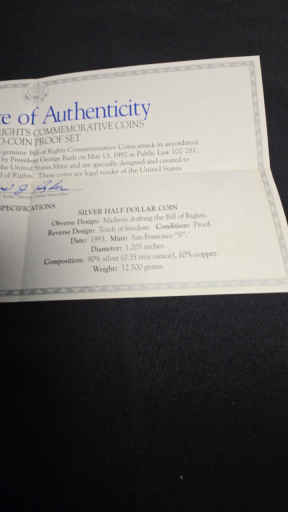 e of Authenticity
RIGHTS COMMEMORATIVE COINS
O-COIN PROOF SET
genuine Bill of Rights Commemorative Coins struck in accordance
by President George Bush on May 13, 1992 as Public Law 102-281,
the United States Mint and are specially designed and created to
l of Rights. These coins are legal tender of the United States.
SPECIFICATIONS
SILVER HALF DOLLAR COIN
Obverse Design: Madison drafting the Bill of Rights.
Reverse Design: Torch of freedom. Condition: Proof.
Date: 1993. Mint: San Francisco "S".
Diameter: 1.205 inches.
Composition: 90% silver (0.35 troy ounce), 10% copper.
Weight: 12.500 grams.